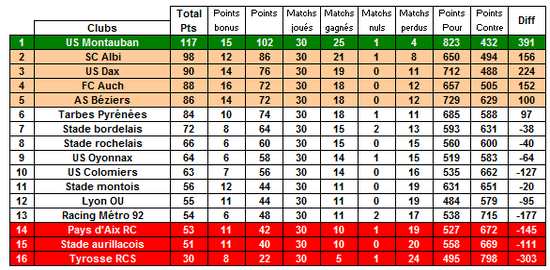 Clubs Total Pts Points bonus Points Matchs joués Matchs gagnés Matchs nuls Matchs perdus Points Pour Points Contre Diff
1 US Montauban 117 15 102 30 25 1 4 823 432 391
2 SC Albi 98 12 86 30 21 1 8 650 494 156
3 US Dax 90 14 76 30 19 0 11 712 488 224
4 FC Auch 88 16 72 30 18 0 12 657 505 152
5 AS Béziers 86 14 72 30 18 0 12 729 629 100
6 Tarbes Pyrénées 84 10 74 30 18 1 11 685 588 97
7 Stade bordelais 72 8 64 30 15 2 13 593 631 -38
8 Stade rochelais 66 6 60 30 15 0 15 560 600 -40
9 US Oyonnax 64 6 58 30 14 1 15 519 583 -64
10 US Colomiers 63 7 56 30 14 0 16 535 662 -127
11 Stade montois 56 12 44 30 11 0 19 631 651 -20
12 Lyon OU 55 11 44 30 11 0 19 484 579 -95
13 Racing Métro 92 54 6 48 30 11 2 17 538 715 -177
14 Pays d'Aix RC 53 11 42 30 10 1 19 527 672 -145
15 Stade aurillacois 51 11 40 30 10 0 20 558 669 -111
16 Tyrosse RCS 30 8 22 30 5 1 24 495 798 -303